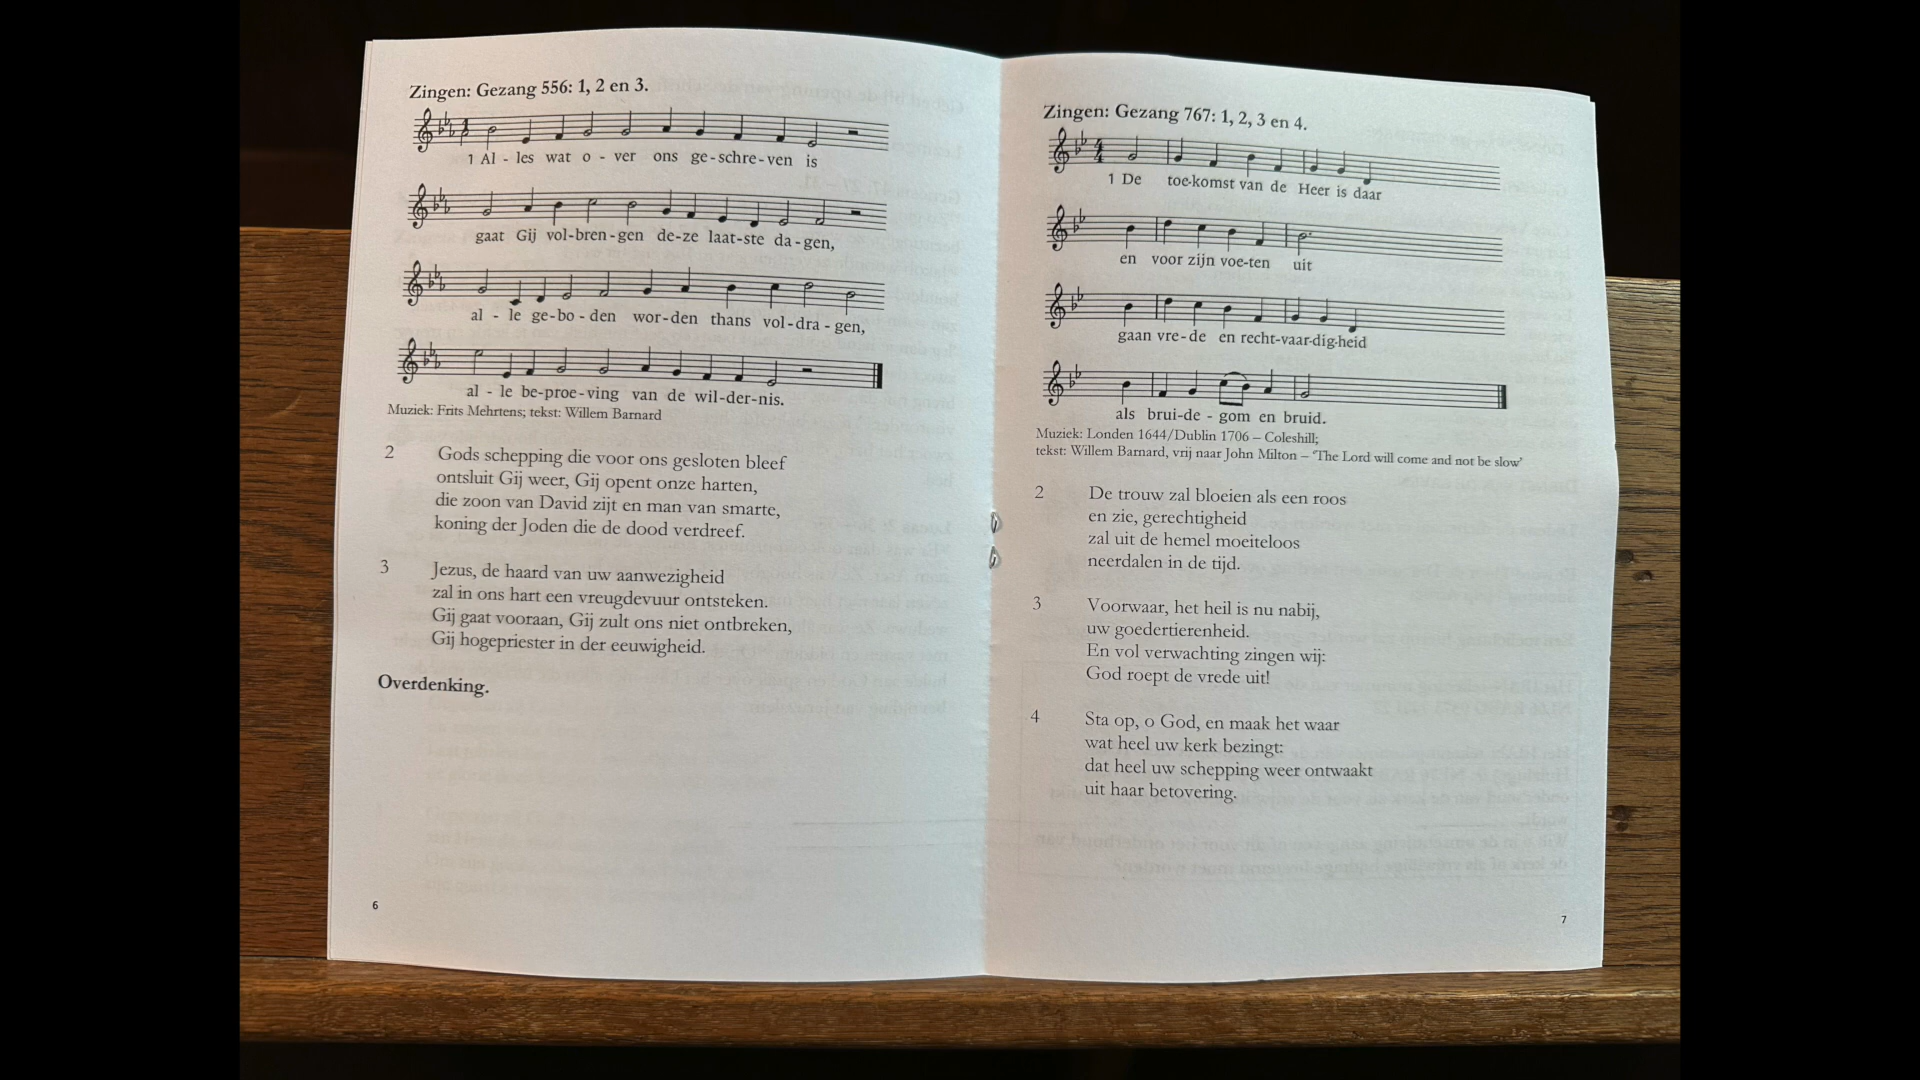 Zingen: Gezang 556: 1, 2 en 3.
1 Al - les wat o - ver ons ge - schre - ven is
gaat Gij vol - bren - gen de - ze laat - ste da - gen,
al - le ge - bo - den wor - den thans vol - dra - gen,
al - le be - proe - ving van de wil - der - nis.
Muziek: Frits Mehrtens; tekst: Willem Barnard
2 Gods schepping die voor ons gesloten bleef
ontsluit Gij weer, Gij opent onze harten,
die zoon van David zijt en man van smarte,
koning der Joden die de dood verdreef.
3 Jezus, de haard van uw aanwezigheid
zal in ons hart een vreugdevuur ontsteken.
Gij gaat vooraan, Gij zult ons niet ontbreken,
Gij hogepriester in der eeuwigheid.
Overdenking.
6
Zingen: Gezang 767: 1, 2, 3 en 4.
4
4
1 De toe-komst van de Heer is daar
en voor zijn voe-ten uit
gaan vre-de en recht-vaar-dig-heid
als brui-de - gom en bruid.
Muziek: Londen 1644/Dublin 1706 – Coleshill;
tekst: Willem Barnard, vrij naar John Milton – 'The Lord will come and not be slow'
2 De trouw zal bloeien als een roos
en zie, gerechtigheid
zal uit de hemel moeiteloos
neerdalen in de tijd.
3 Voorwaar, het heil is nu nabij,
uw goedertierenheid.
En vol verwachting zingen wij:
God roept de vrede uit!
4 Sta op, o God, en maak het waar
wat heel uw kerk bezingt:
dat heel uw schepping weer ontwaakt
uit haar betovering.
7